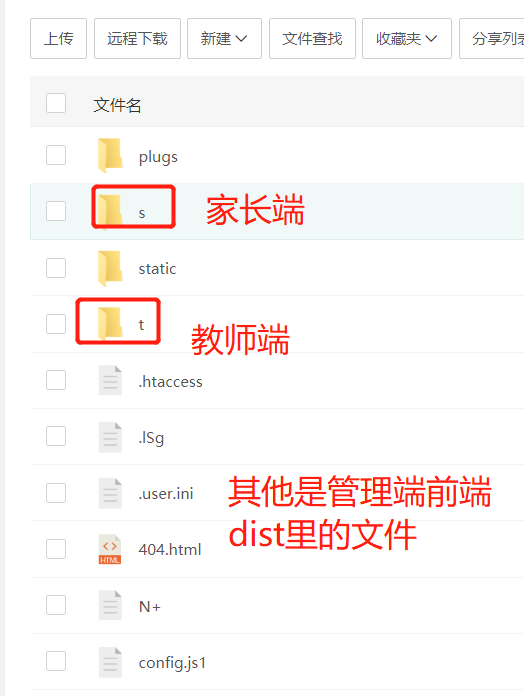 上传 远程下载 新建 文件查找 收藏夹 分享列表
文件名
plugs
s 家长端
static
t 教师端
.htaccess
.lSg
.user.ini
其他是管理端前端
dist里的文件
404.html
HTML
N+
config.js1